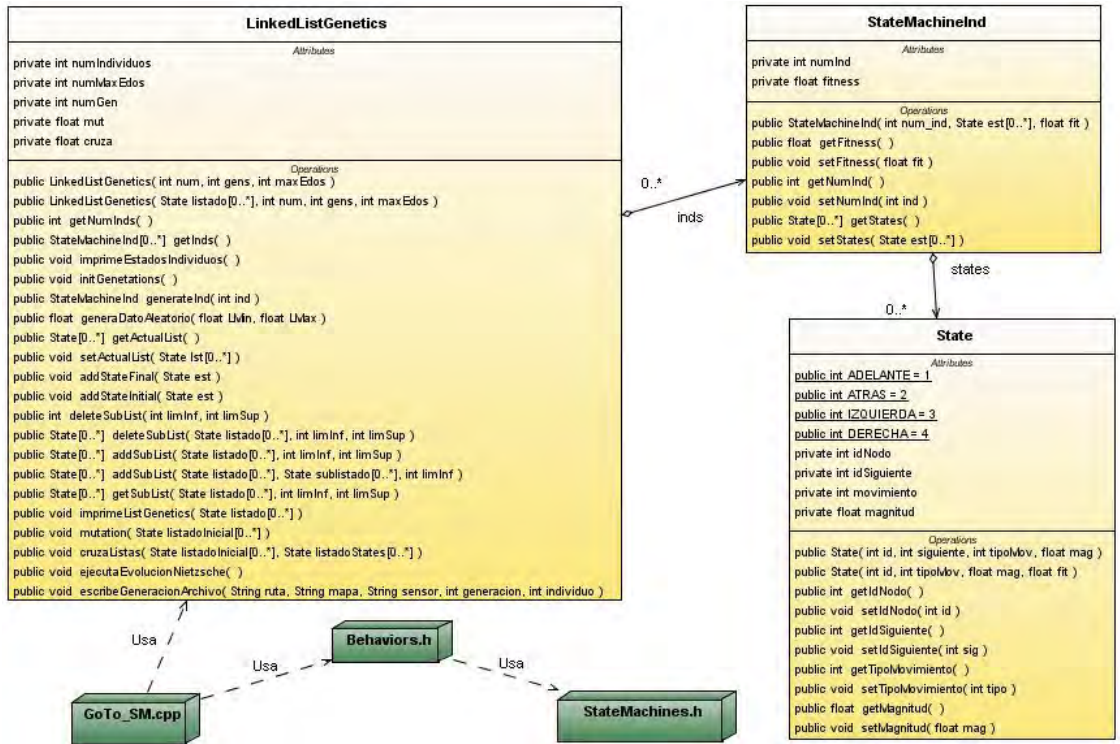 LinkedListGenetics
Attributes
private int numIndividuos
private int numMaxEdos
private int numGen
private float mut
private float cruza
Operations
public LinkedListGenetics( int num, int gens, int maxEdos )
public LinkedListGenetics( State listado[0..*], int num, int gens, int maxEdos )
public int getNumInds( )
public StateMachineInd[0..*] getInds( )
public void imprimeEstadosIndividuos( )
public void initGenetations( )
public StateMachineInd generateInd( int ind )
public float generaDatoAleatorio( float LIMin, float LIMax )
public State[0..*] getActualList( )
public void setActualList( State lst[0..*] )
public void addStateFinal( State est )
public void addStateInitial( State est )
public int deleteSubList( int limInf, int limSup )
public State[0..*] deleteSubList( State listado[0..*], int limInf, int limSup )
public State[0..*] addSubList( State listado[0..*], int limInf, int limSup )
public State[0..*] addSubList( State listado[0..*], State sublistado[0..*], int limInf )
public State[0..*] getSubList( State listado[0..*], int limInf, int limSup )
public void imprimeListGenetics( State listado[0..*] )
public void mutation( State listadoInicial[0..*] )
public void cruzaListas( State listadoInicial[0..*], State listadoStates[0..*] )
public void ejecutaEvolucionNietzsche( )
public void escribeGeneracionArchivo( String ruta, String mapa, String sensor, int generacion, int individuo )
0..*
inds
StateMachineInd
Attributes
private int numInd
private float fitness
Operations
public StateMachineInd( int num_ind, State est[0..*], float fit )
public float getFitness( )
public void setFitness( float fit )
public int getNumInd( )
public void setNumInd( int ind )
public State[0..*] getStates( )
public void setStates( State est[0..*] )
states
0..*
State
Attributes
public int ADELANTE = 1
public int ATRAS = 2
public int IZQUIERDA = 3
public int DERECHA = 4
private int idNodo
private int idSiguiente
private int movimiento
private float magnitud
Operations
public State( int id, int siguiente, int tipoMov, float mag )
public State( int id, int tipoMov, float mag, float fit )
public int getIdNodo( )
public void setIdNodo( int id )
public int getIdSiguiente( )
public void setIdSiguiente( int sig )
public int getTipoMovimiento( )
public void setTipoMovimiento( int tipo )
public float getMagnitud( )
public void setMagnitud( float mag )
Usa
Usa
Behaviors.h
Usa
GoTo_SM.cpp
StateMachines.h